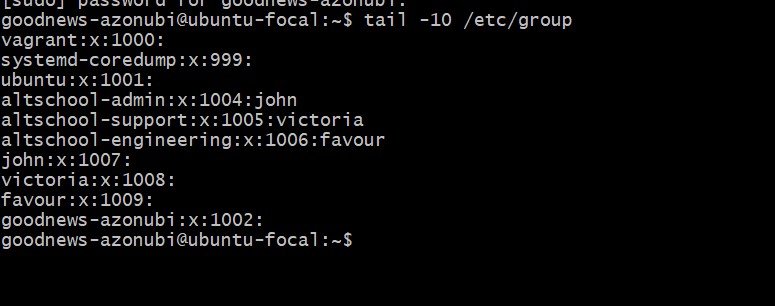 [sudo] password for goodnews-azonubi:
goodnews-azonubi@ubuntu-focal:~$ tail -10 /etc/group
vagrant:x:1000:
systemd-coredump:x:999:
ubuntu:x:1001:
altschool-admin:x:1004:john
altschool-support:x:1005:victoria
altschool-engineering:x:1006:favour
john:x:1007:
victoria:x:1008:
favour:x:1009:
goodnews-azonubi:x:1002:
goodnews-azonubi@ubuntu-focal:~$